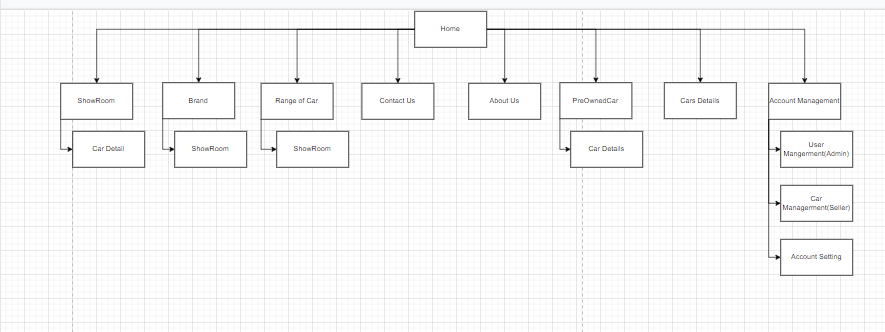 Home
ShowRoom
Brand
Range of Car
Contact Us
About Us
PreOwnedCar
Cars Details
Account Management
Car Detail
ShowRoom
ShowRoom
Car Details
User
Mangerment(Admin)
Car
Managerment(Seller)
Account Setting